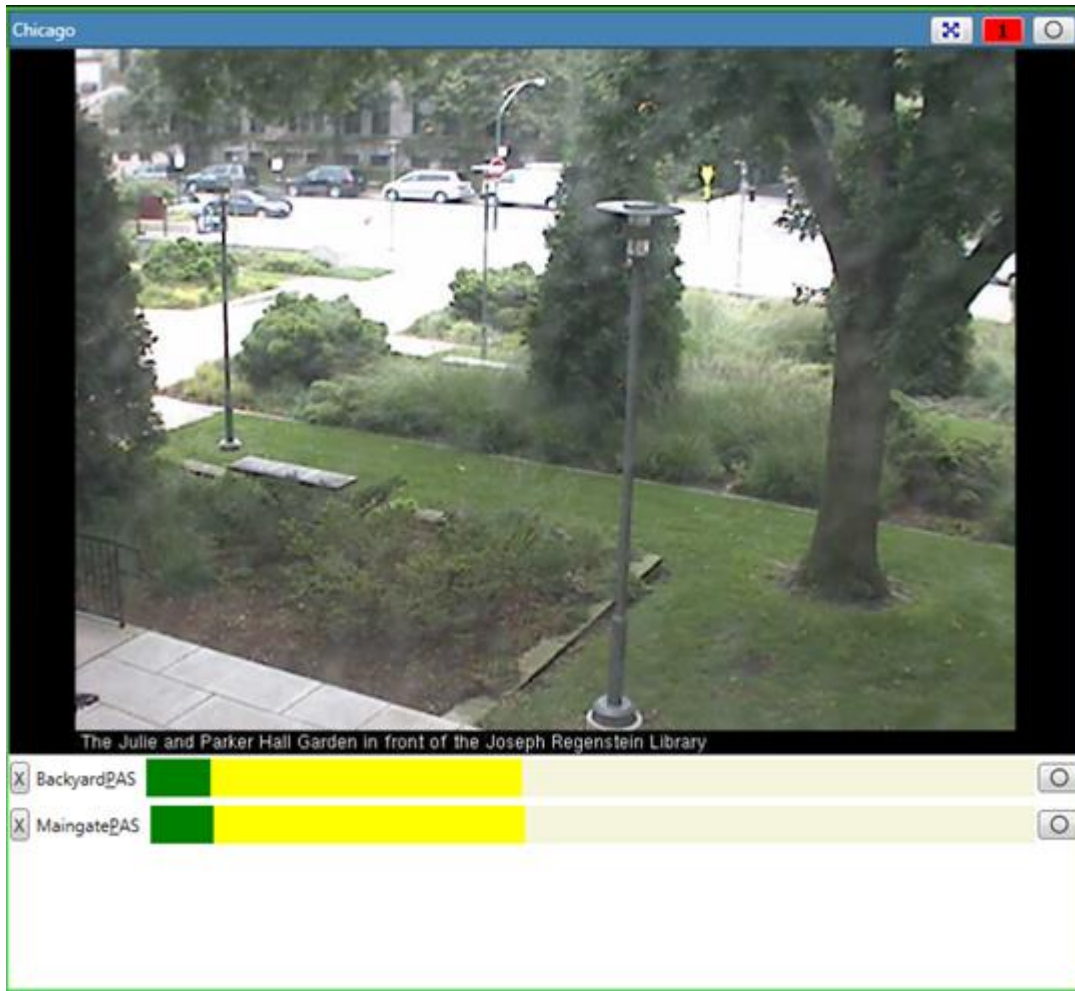 Chicago
1
The Julie and Parker Hall Garden in front of the Joseph Regenstein Library
X BackyardPAS
X MaingatePAS